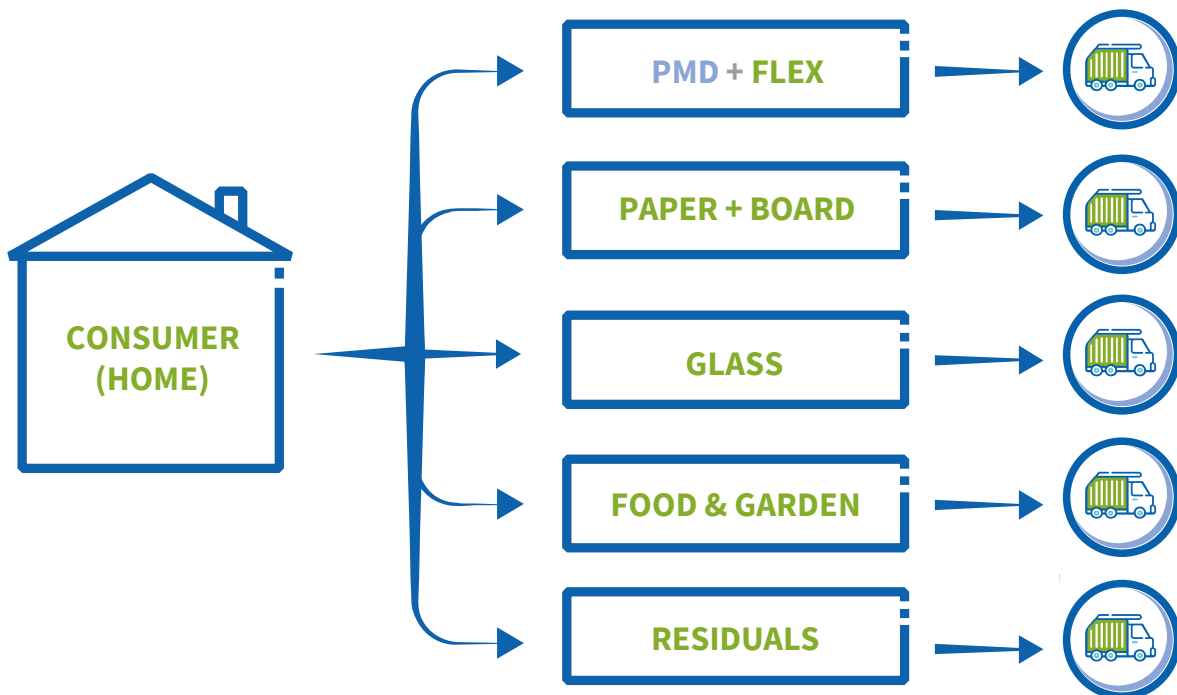 PMD + FLEX
PAPER + BOARD
CONSUMER
(HOME)
GLASS
FOOD & GARDEN
RESIDUALS